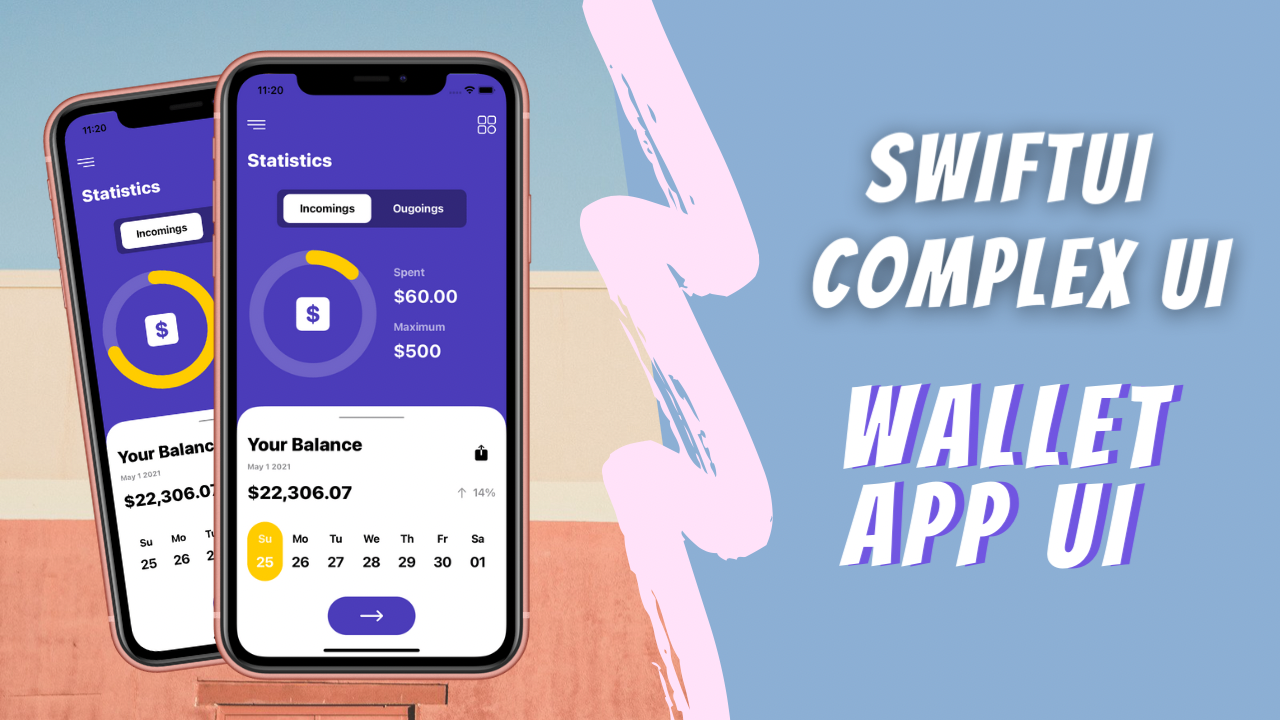 11:20
Statistics
Incomings
$
Your Balanc
May 1 2021
$22,306.07
Su Mo Tu
25 26 2
11:20
Statistics
Incomings Ougoings
$
Spent
$60.00
Maximum
$500
Your Balance
May 1 2021
$22,306.07 14%
Su Mo Tu We Th Fr Sa
25 26 27 28 29 30 01
SWIFTUI
COMPLEX UI
WALLET
APP UI